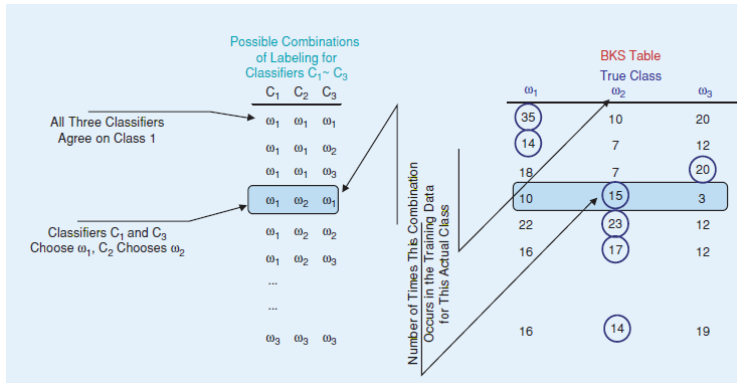 Possible Combinations
of Labeling for
Classifiers C₁~ C₃
C₁ C₂ C₃
All Three Classifiers
Agree on Class 1
ω₁ ω₁ ω₁
ω₁ ω₁ ω₂
ω₁ ω₁ ω₃
ω₁ ω₂ ω₁
Classifiers C₁ and C₃
Choose ω₁, C₂ Chooses ω₂
ω₁ ω₂ ω₂
ω₁ ω₂ ω₃
...
...
ω₃ ω₃ ω₃
Number of Times This Combination
Occurs in the Training Data
for This Actual Class
BKS Table
True Class
ω₁ ω₂ ω₃
35 10 20
14 7 12
18 7 20
10 15 3
22 23 12
16 17 12
16 14 19